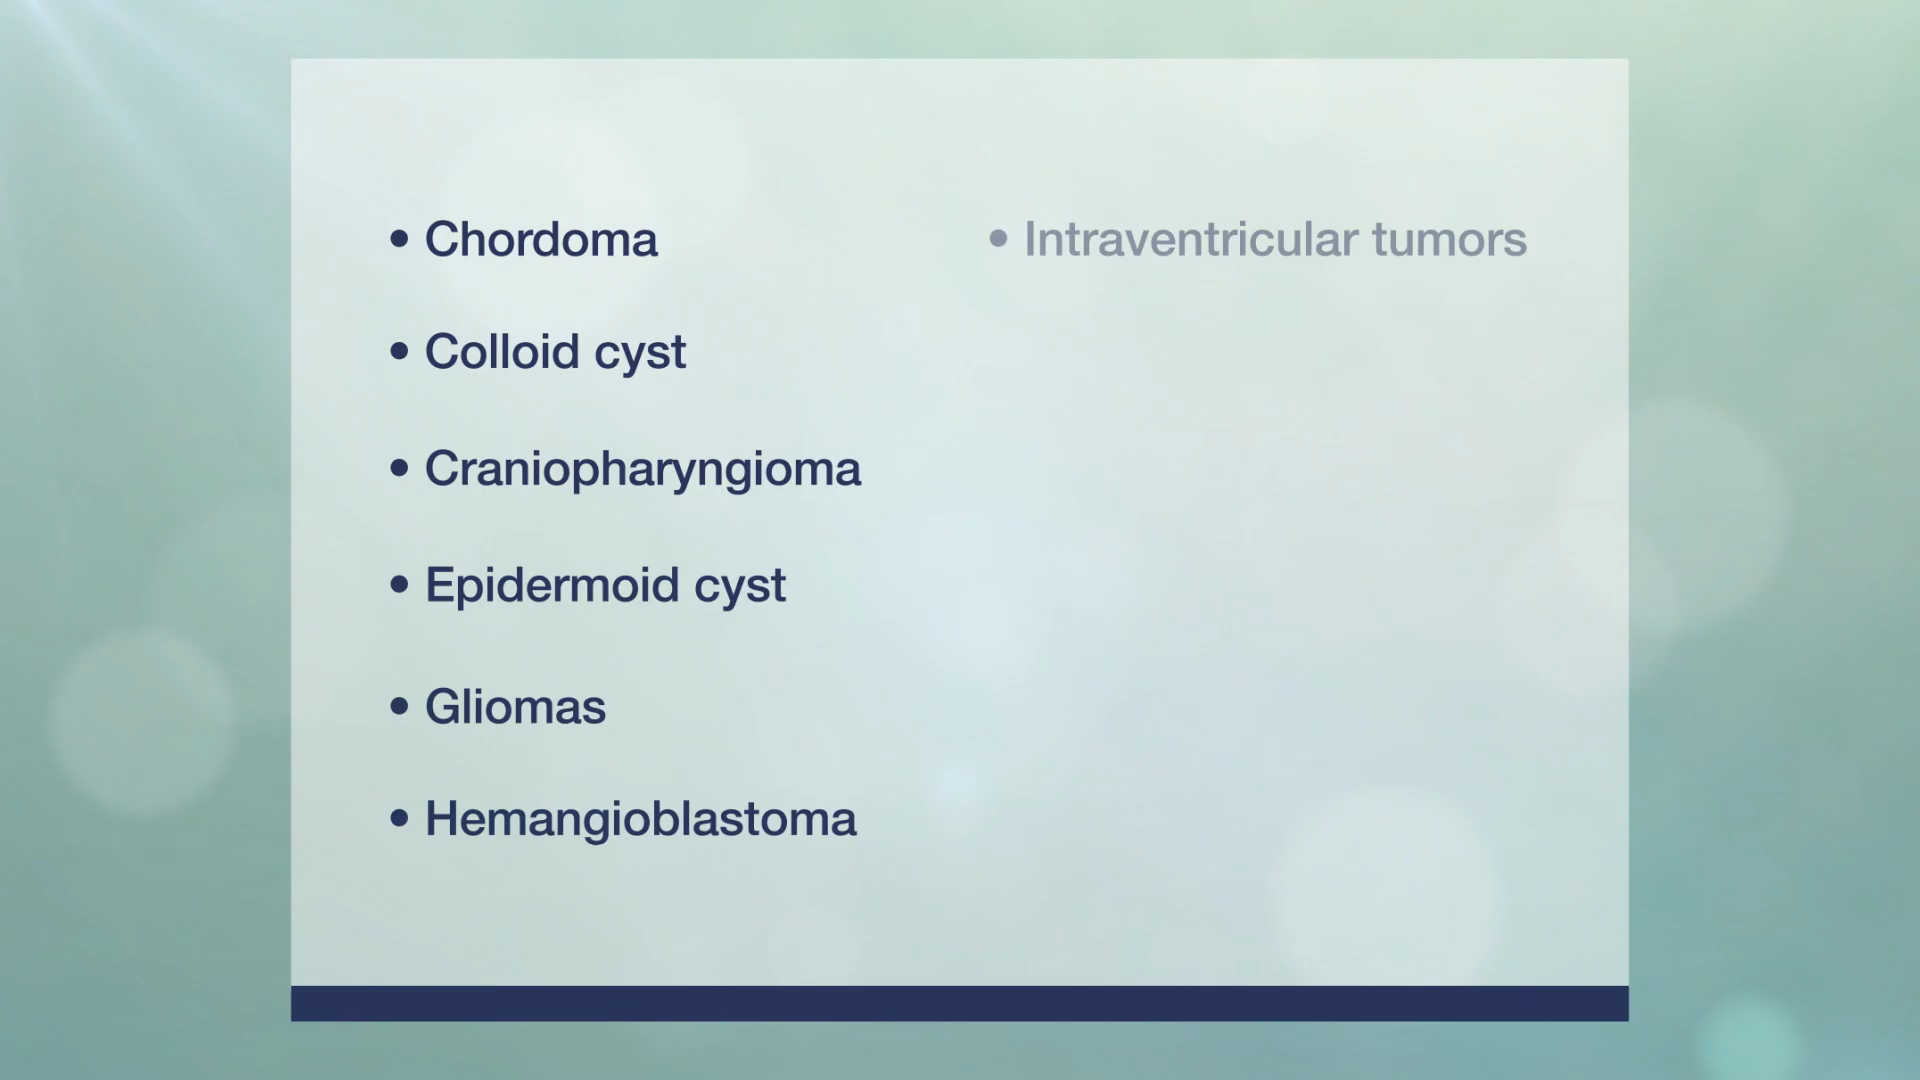 • Chordoma
• Colloid cyst
• Craniopharyngioma
• Epidermoid cyst
• Gliomas
• Hemangioblastoma
• Intraventricular tumors